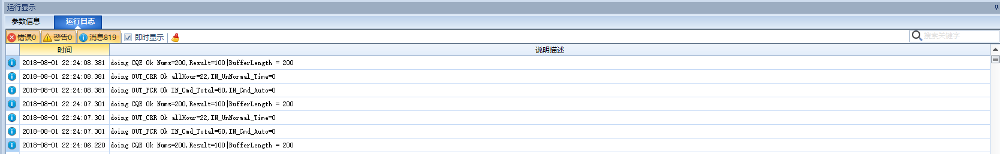 运行显示
参数信息 运行日志
错误0 警告0 消息819 即时显示 搜索关键字
时间 说明描述
2018-08-01 22:24:08.381 doing CQE Ok Nums=200,Result=100|BufferLength = 200
2018-08-01 22:24:08.381 doing OUT_CRR Ok allHour=22,IN_UnNormal_Time=0
2018-08-01 22:24:08.381 doing OUT_PCR Ok IN_Cmd_Total=50,IN_Cmd_Auto=0
2018-08-01 22:24:07.301 doing CQE Ok Nums=200,Result=100|BufferLength = 200
2018-08-01 22:24:07.301 doing OUT_CRR Ok allHour=22,IN_UnNormal_Time=0
2018-08-01 22:24:07.301 doing OUT_PCR Ok IN_Cmd_Total=50,IN_Cmd_Auto=0
2018-08-01 22:24:06.220 doing CQE Ok Nums=200,Result=100|BufferLength = 200